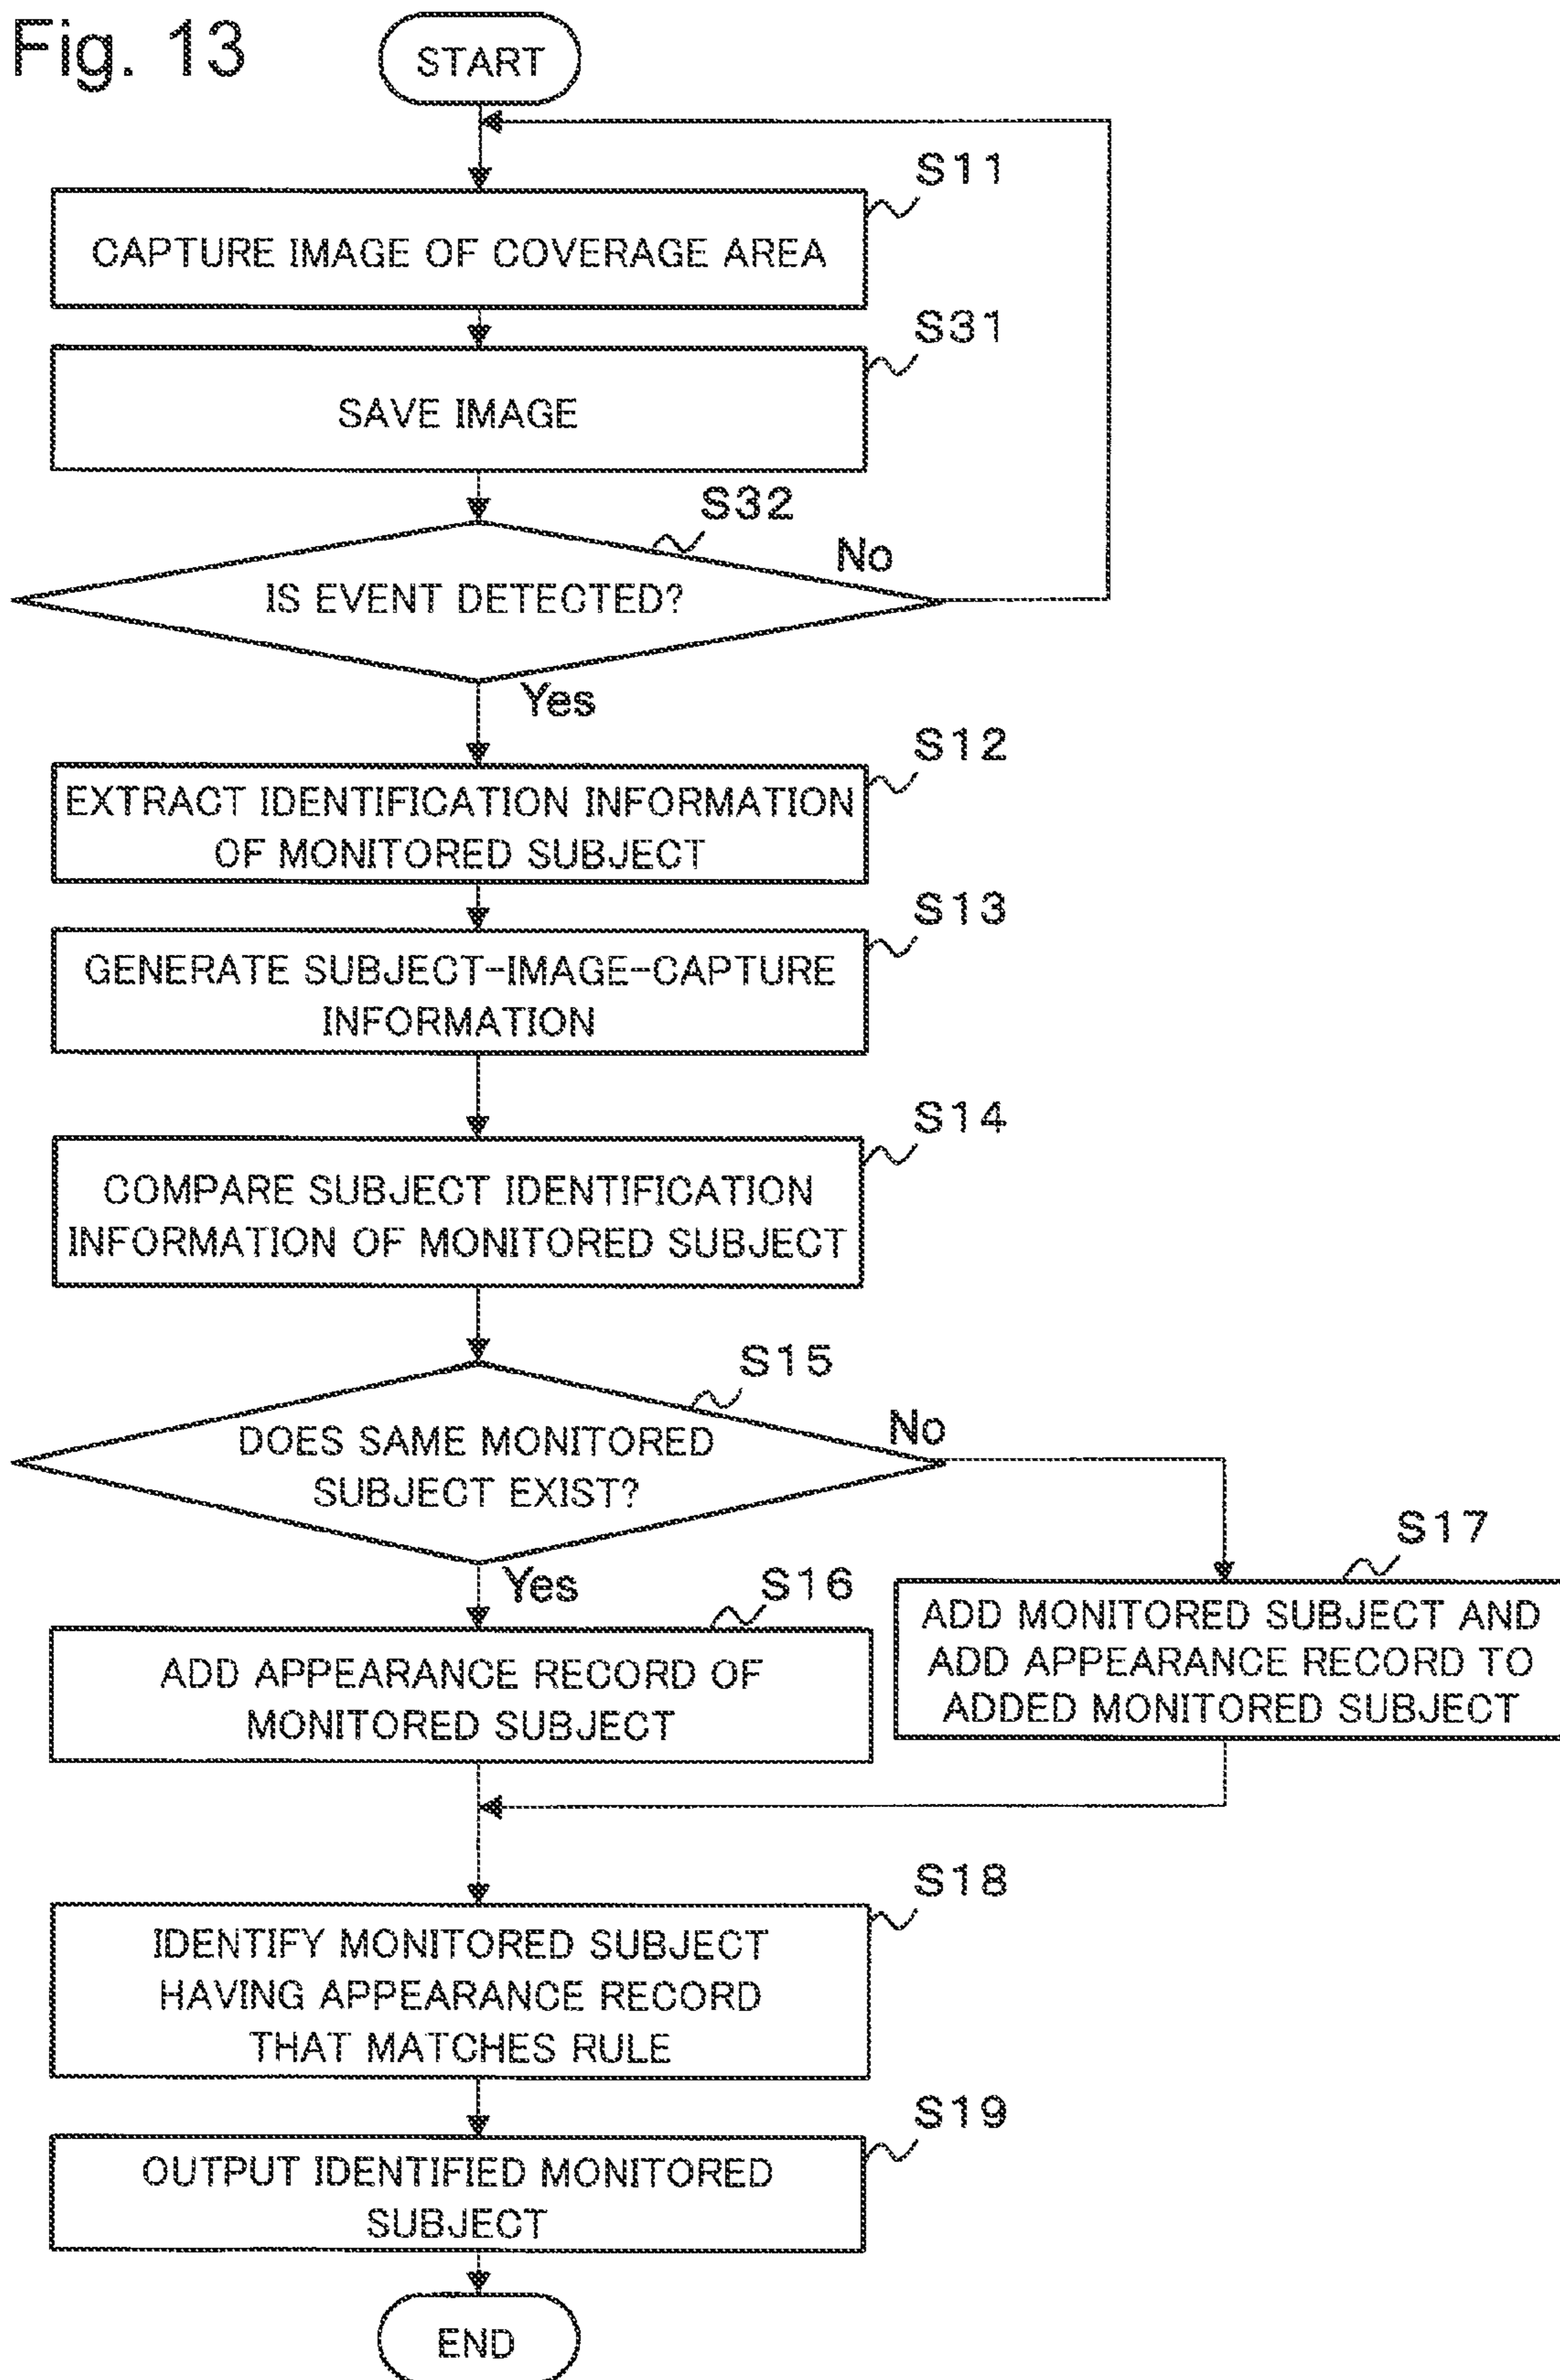 Fig. 13
START
S11
CAPTURE IMAGE OF COVERAGE AREA
S31
SAVE IMAGE
S32
No
IS EVENT DETECTED?
Yes
S12
EXTRACT IDENTIFICATION INFORMATION
OF MONITORED SUBJECT
S13
GENERATE SUBJECT-IMAGE-CAPTURE
INFORMATION
S14
COMPARE SUBJECT IDENTIFICATION
INFORMATION OF MONITORED SUBJECT
S15
No
DOES SAME MONITORED
SUBJECT EXIST?
Yes
S16
ADD APPEARANCE RECORD OF
MONITORED SUBJECT
S17
ADD MONITORED SUBJECT AND
ADD APPEARANCE RECORD TO
ADDED MONITORED SUBJECT
S18
IDENTIFY MONITORED SUBJECT
HAVING APPEARANCE RECORD
THAT MATCHES RULE
S19
OUTPUT IDENTIFIED MONITORED
SUBJECT
END